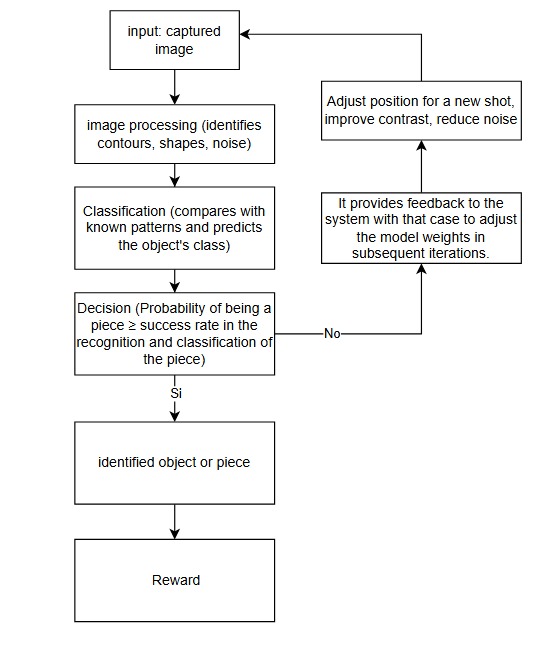 input: captured
image
image processing (identifies
contours, shapes, noise)
Classification (compares with
known patterns and predicts
the object's class)
Decision (Probability of being a
piece ≥ success rate in the
recognition and classification of
the piece)
No
It provides feedback to the
system with that case to adjust
the model weights in
subsequent iterations.
Adjust position for a new shot,
improve contrast, reduce noise
Si
identified object or piece
Reward